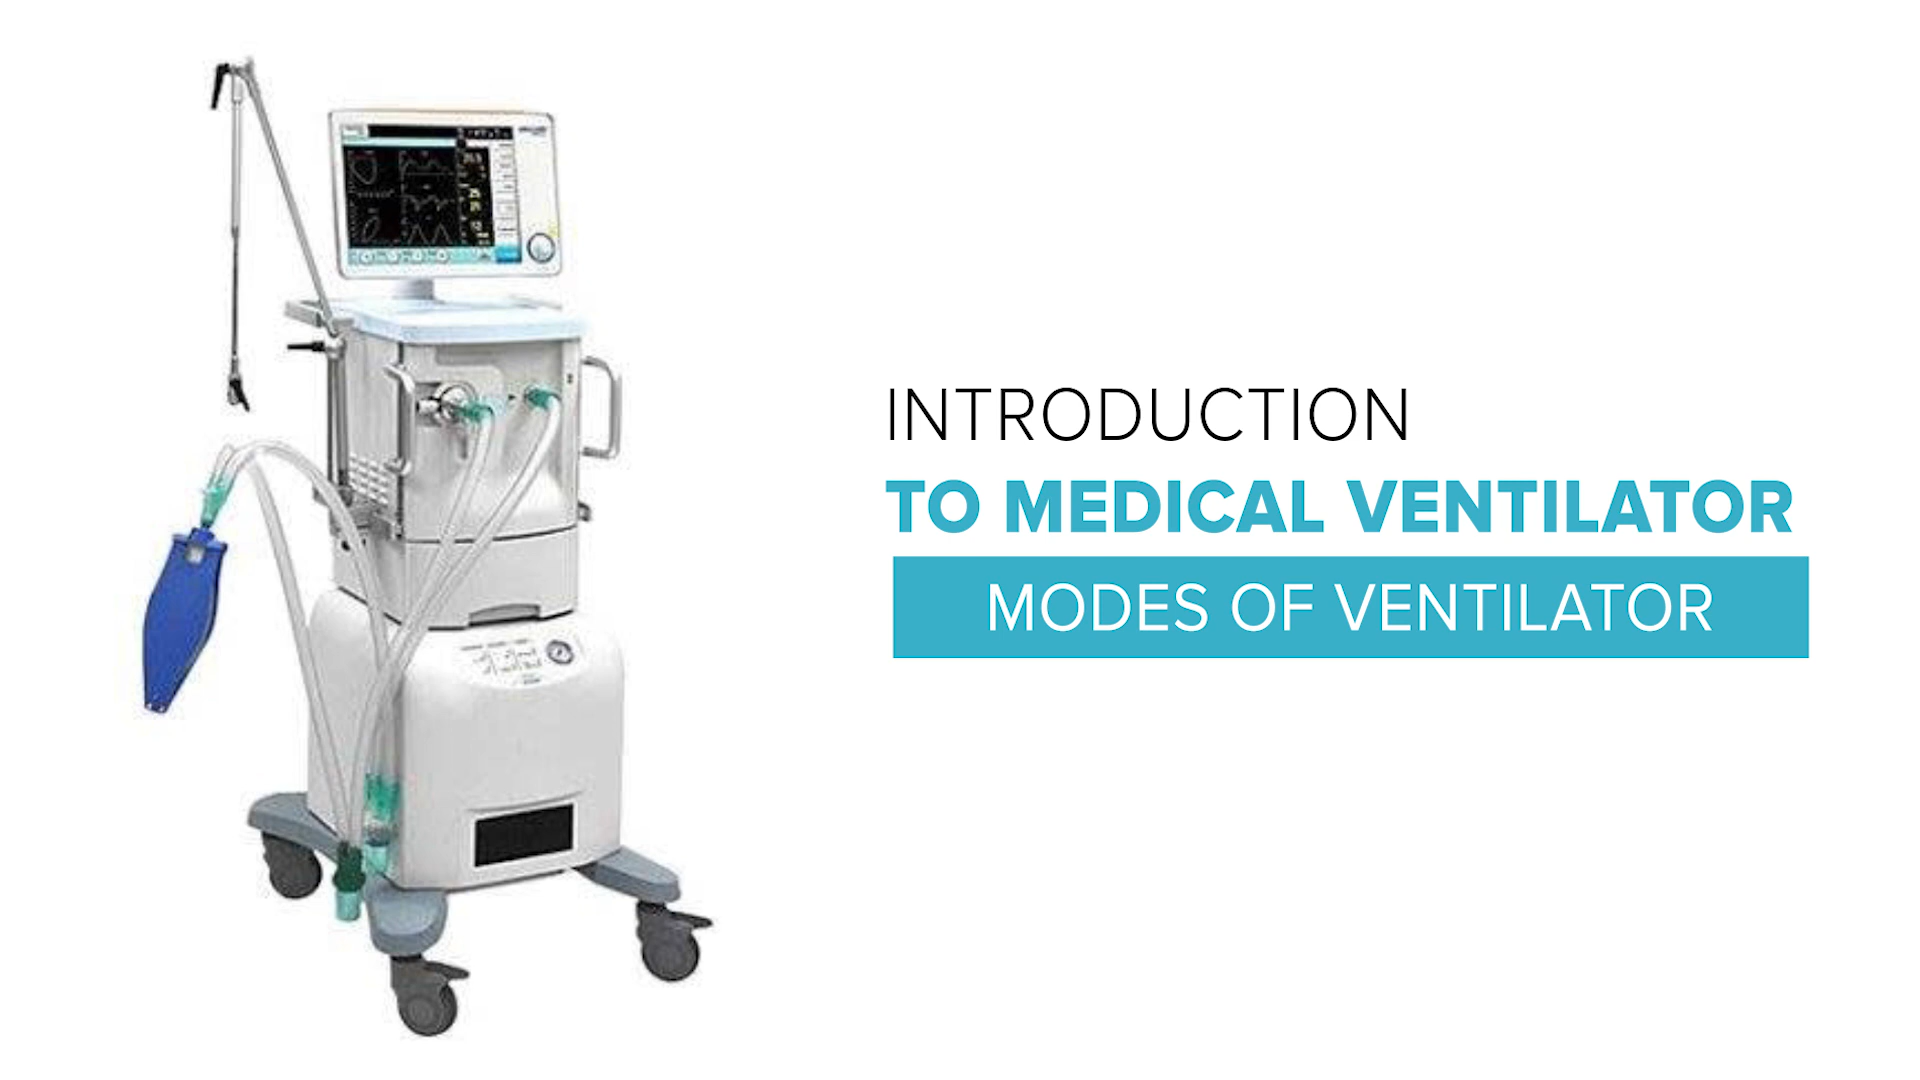 INTRODUCTION
TO MEDICAL VENTILATOR
MODES OF VENTILATOR